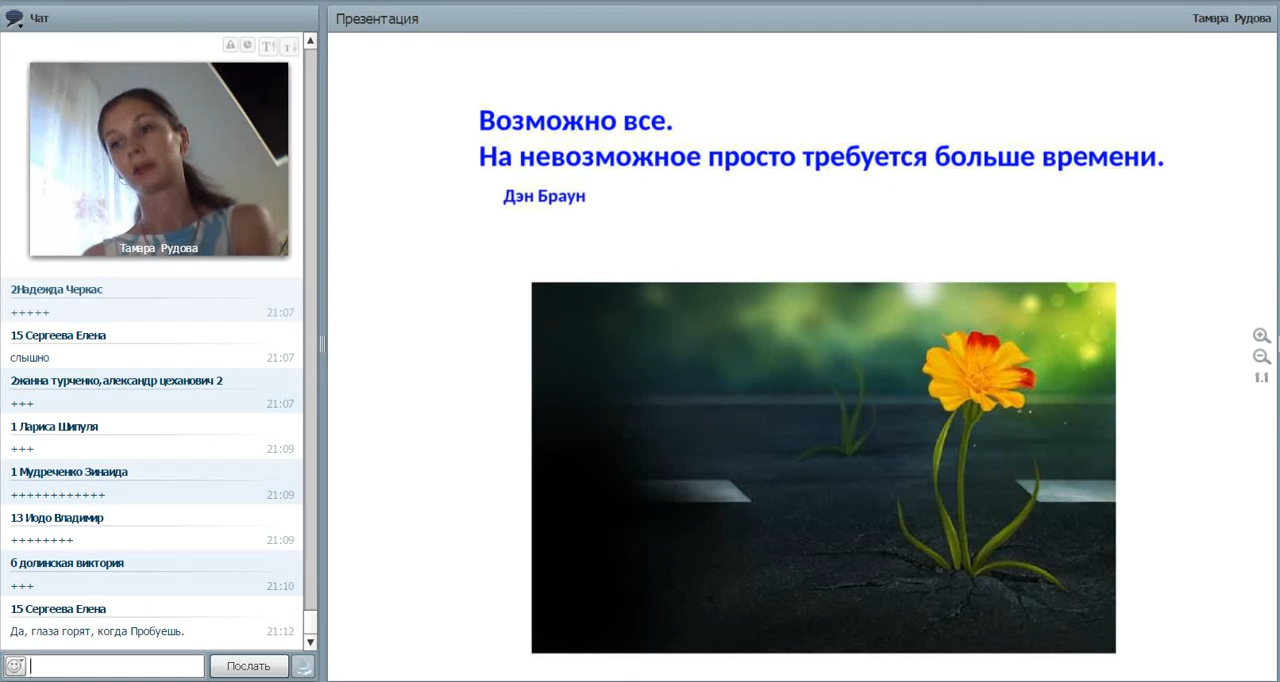 Чат
Тамара Рудова
2Надежда Черкас
+++++ 21:07
15 Сергеева Елена
слышно 21:07
2жанна турченко,александр цеханович 2
+++ 21:07
1 Лариса Шипуля
+++ 21:09
1 Мудреченко Зинаида
++++++++++++ 21:09
13 Иодо Владимир
++++++++ 21:09
6 долинская виктория
+++ 21:10
15 Сергеева Елена
Да, глаза горят, когда Пробуешь. 21:12
Послать
Презентация
Тамара Рудова
Возможно все.
На невозможное просто требуется больше времени.
Дэн Браун
1.1